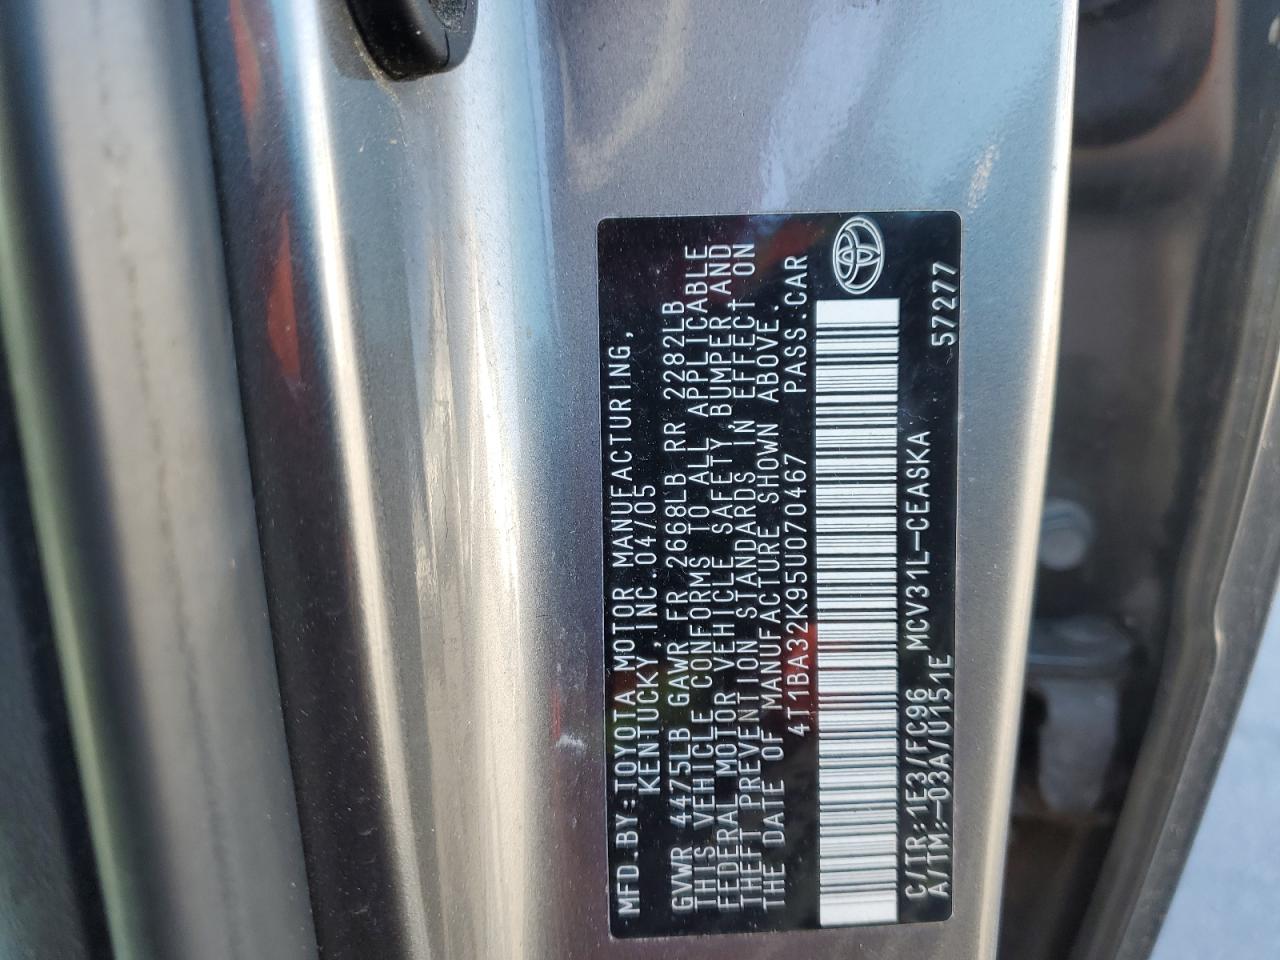 MFD.BY:TOYOTA MOTOR MANUFACTURING,
KENTUCKY,INC.04/05
GVWR 4475LB GAWR FR 2668LB RR 2282LB
THIS VEHICLE CONFORMS TO ALL APPLICABLE
FEDERAL MOTOR VEHICLE SAFETY,BUMPER AND
THEFT PREVENTION STANDARDS IN EFFECT ON
THE DATE OF MANUFACTURE SHOWN ABOVE.
4T1BA32K95U070467 PASS.CAR
C/TR:1E3/FC96 MCV31L-CEASKA
A/TM:-03A/U151E 57277